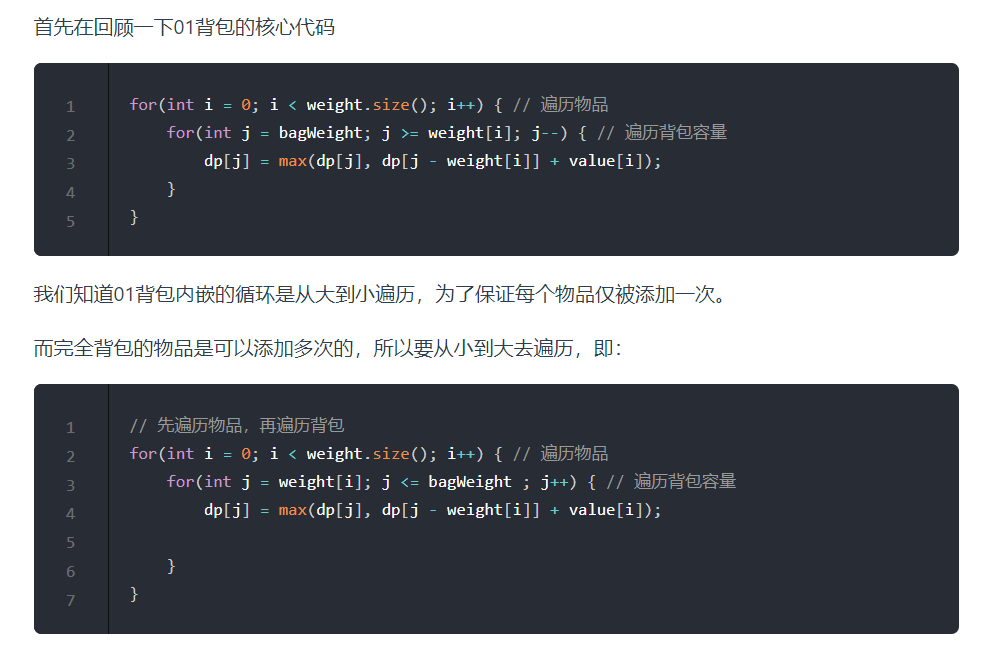 首先在回顾一下01背包的核心代码
1 for(int i = 0; i < weight.size(); i++) { // 遍历物品
2     for(int j = bagWeight; j >= weight[i]; j--) { // 遍历背包容量
3         dp[j] = max(dp[j], dp[j - weight[i]] + value[i]);
4     }
5 }
我们知道01背包内嵌的循环是从大到小遍历，为了保证每个物品仅被添加一次。
而完全背包的物品是可以添加多次的，所以要从小到大去遍历，即：
1 // 先遍历物品，再遍历背包
2 for(int i = 0; i < weight.size(); i++) { // 遍历物品
3     for(int j = weight[i]; j <= bagWeight ; j++) { // 遍历背包容量
4         dp[j] = max(dp[j], dp[j - weight[i]] + value[i]);
5
6     }
7 }